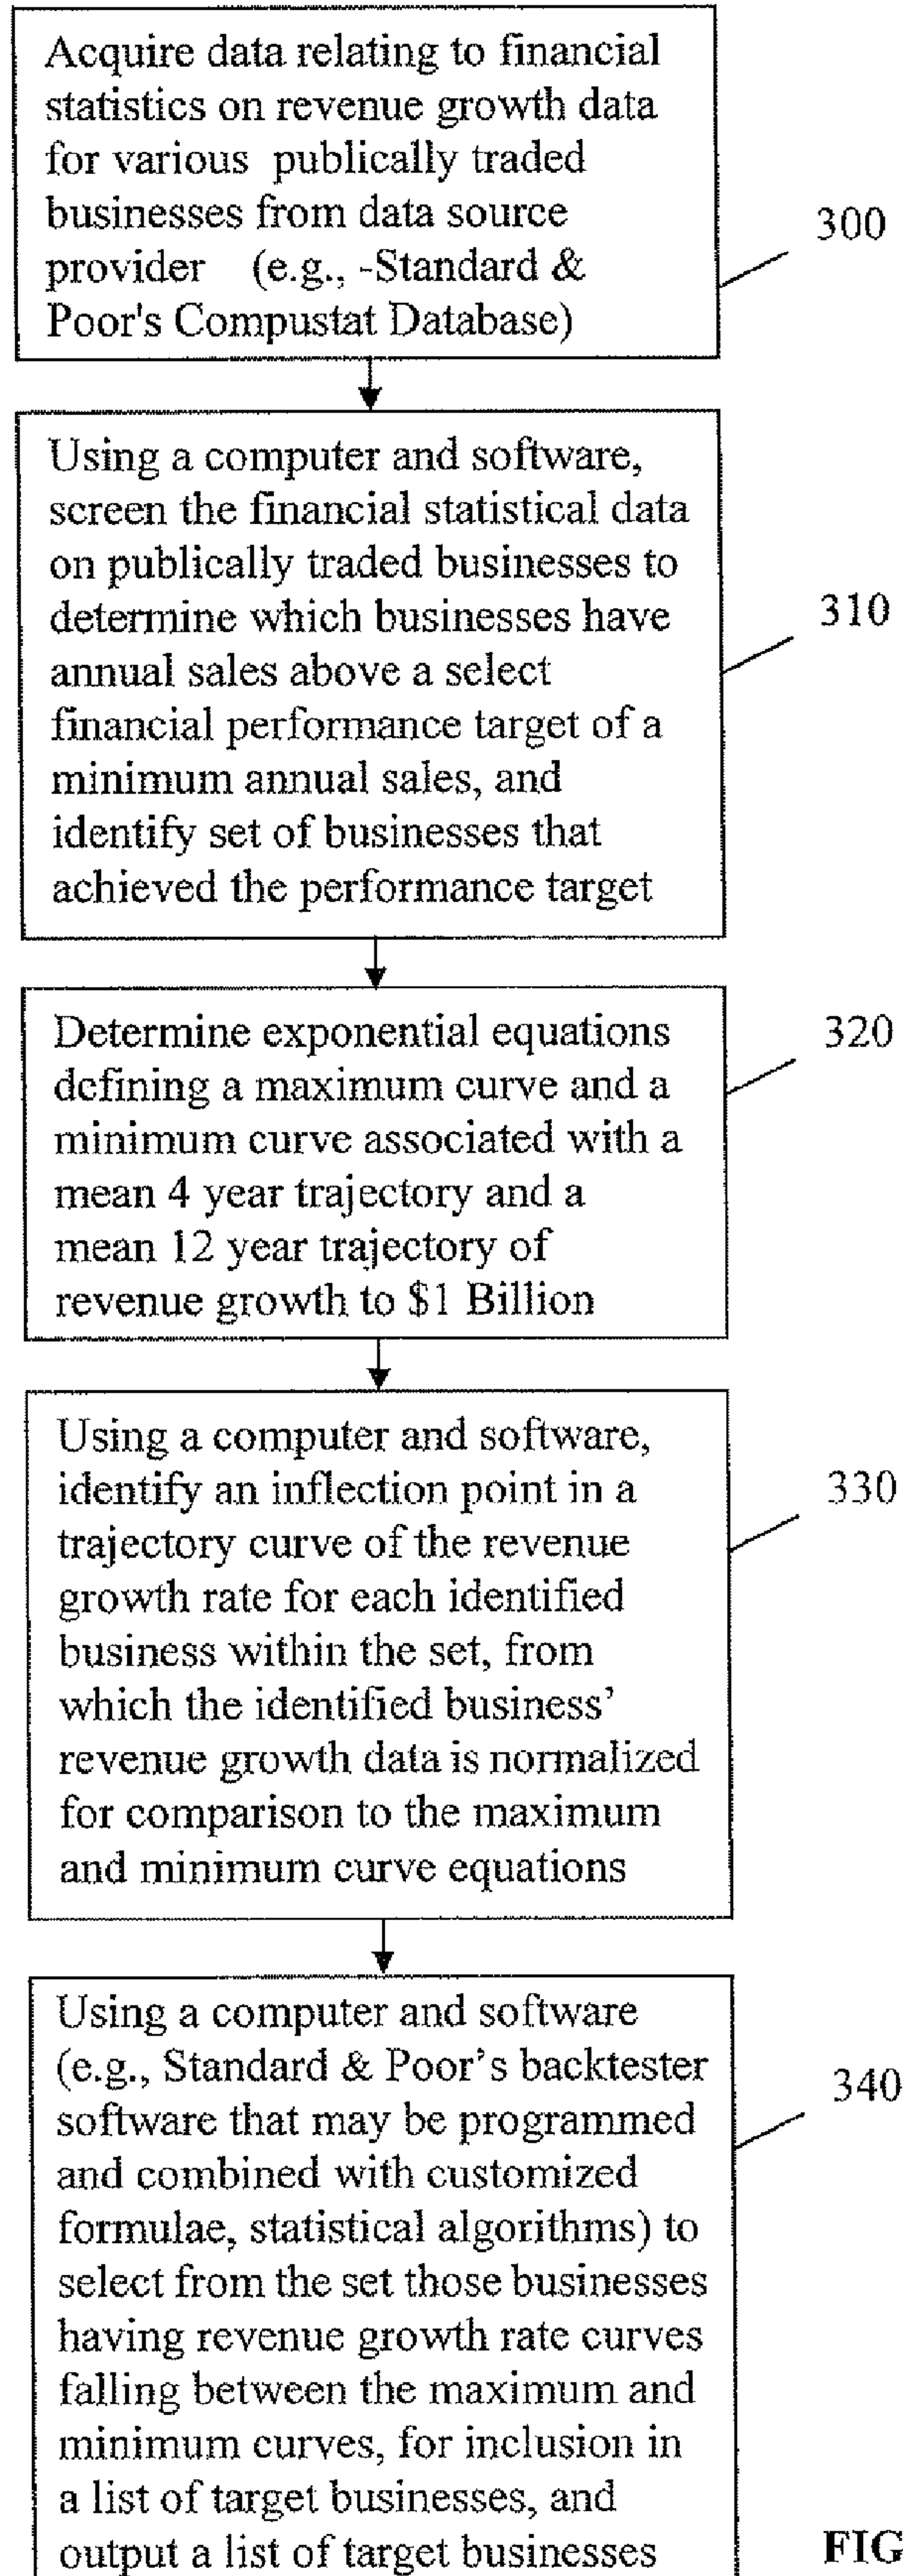 Acquire data relating to financial
statistics on revenue growth data
for various publically traded
businesses from data source
provider (e.g., -Standard &
Poor's Compustat Database)
300
Using a computer and software,
screen the financial statistical data
on publically traded businesses to
determine which businesses have
annual sales above a select
financial performance target of a
minimum annual sales, and
identify set of businesses that
achieved the performance target
310
Determine exponential equations
defining a maximum curve and a
minimum curve associated with a
mean 4 year trajectory and a
mean 12 year trajectory of
revenue growth to $1 Billion
320
Using a computer and software,
identify an inflection point in a
trajectory curve of the revenue
growth rate for each identified
business within the set, from
which the identified business’
revenue growth data is normalized
for comparison to the maximum
and minimum curve equations
330
Using a computer and software
(e.g., Standard & Poor’s backtester
software that may be programmed
and combined with customized
formulae, statistical algorithms) to
select from the set those businesses
having revenue growth rate curves
falling between the maximum and
minimum curves, for inclusion in
a list of target businesses, and
output a list of target businesses
340
FIG